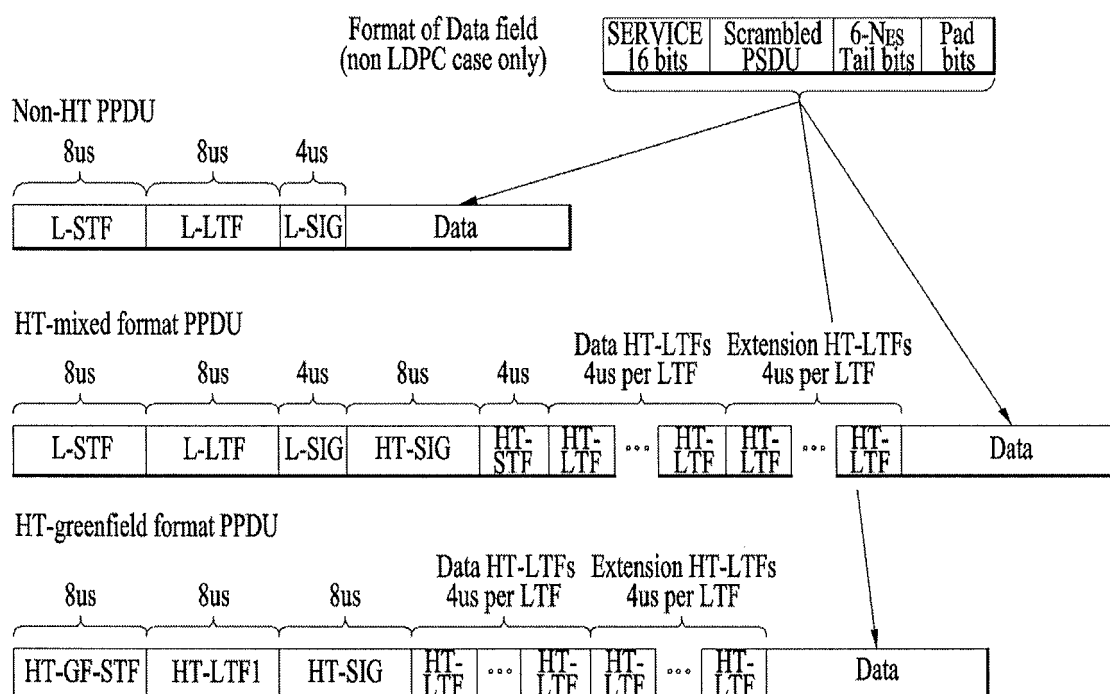 Format of Data field
(non LDPC case only)
SERVICE 16 bits
Scrambled PSDU
6-NES Tail bits
Pad bits
Non-HT PPDU
8us 8us 4us
L-STF L-LTF L-SIG Data
HT-mixed format PPDU
Data HT-LTFs 4us per LTF
Extension HT-LTFs 4us per LTF
8us 8us 4us 8us 4us
L-STF L-LTF L-SIG HT-SIG HT-STF HT-LTF ... HT-LTF HT-LTF ... HT-LTF Data
HT-greenfield format PPDU
Data HT-LTFs 4us per LTF
Extension HT-LTFs 4us per LTF
8us 8us 8us
HT-GF-STF HT-LTF1 HT-SIG HT-LTF ... HT-LTF HT-LTF ... HT-LTF Data